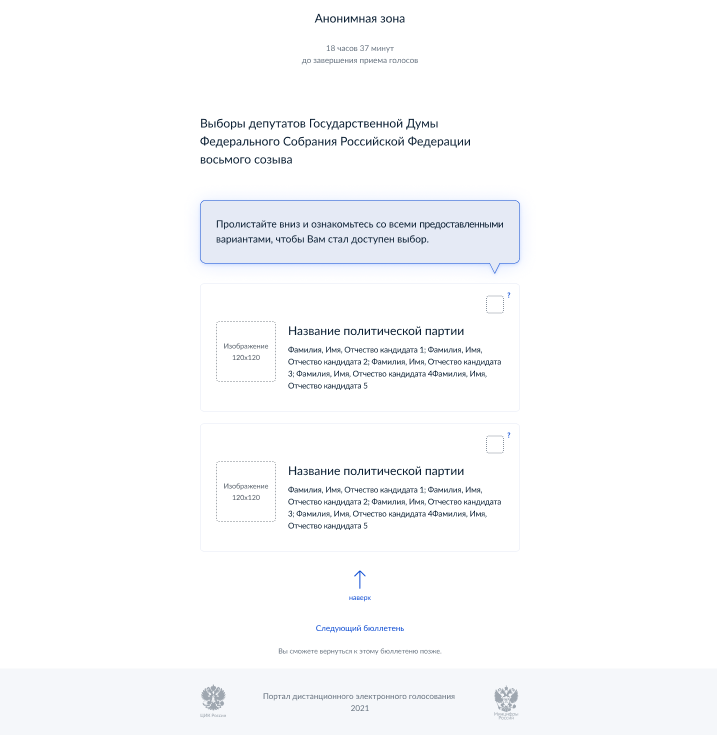 Анонимная зона
18 часов 37 минут
до завершения приема голосов
Выборы депутатов Государственной Думы
Федерального Собрания Российской Федерации
восьмого созыва
Пролистайте вниз и ознакомьтесь со всеми предоставленными
вариантами, чтобы Вам стал доступен выбор.
?
Изображение
120x120
Название политической партии
Фамилия, Имя, Отчество кандидата 1; Фамилия, Имя,
Отчество кандидата 2; Фамилия, Имя, Отчество кандидата
3; Фамилия, Имя, Отчество кандидата 4Фамилия, Имя,
Отчество кандидата 5
?
Изображение
120x120
Название политической партии
Фамилия, Имя, Отчество кандидата 1; Фамилия, Имя,
Отчество кандидата 2; Фамилия, Имя, Отчество кандидата
3; Фамилия, Имя, Отчество кандидата 4Фамилия, Имя,
Отчество кандидата 5
наверх
Следующий бюллетень
Вы сможете вернуться к этому бюллетеню позже.
ЦИК России
Портал дистанционного электронного голосования
2021
Минцифры
России